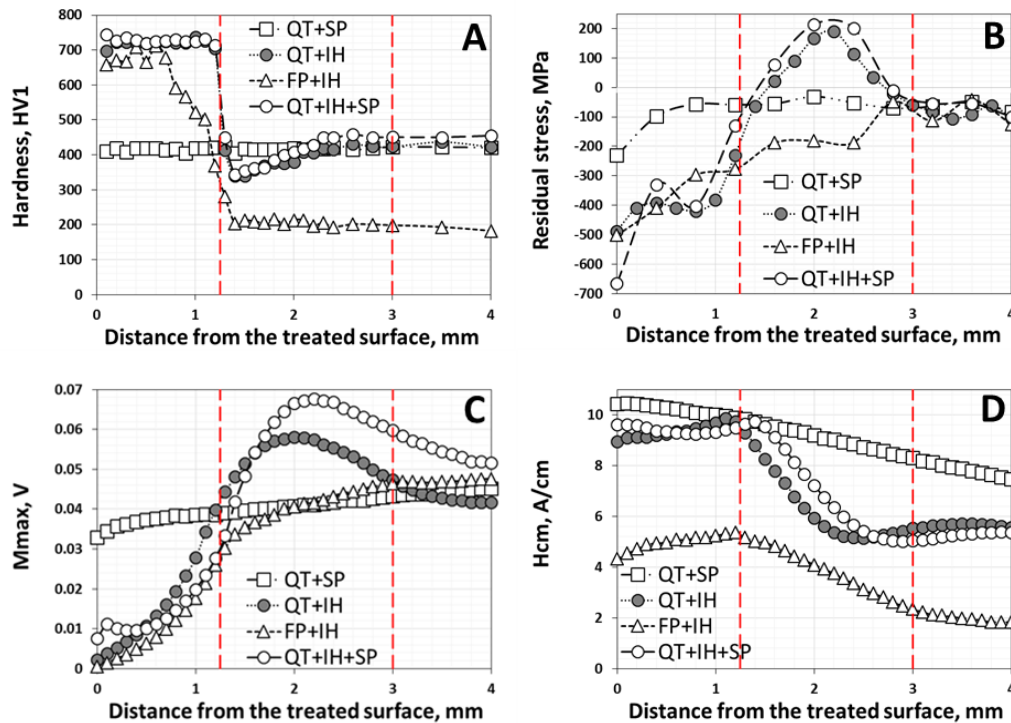 A
Hardness, HV1
800
700
600
500
400
300
200
100
0
QT+SP
QT+IH
FP+IH
QT+IH+SP
0 1 2 3 4
Distance from the treated surface, mm
B
Residual stress, MPa
200
100
0
-100
-200
-300
-400
-500
-600
-700
QT+SP
QT+IH
FP+IH
QT+IH+SP
0 1 2 3 4
Distance from the treated surface, mm
C
Mmax, V
0.07
0.06
0.05
0.04
0.03
0.02
0.01
0
QT+SP
QT+IH
FP+IH
QT+IH+SP
0 1 2 3 4
Distance from the treated surface, mm
D
Hcm, A/cm
10
8
6
4
2
0
QT+SP
QT+IH
FP+IH
QT+IH+SP
0 1 2 3 4
Distance from the treated surface, mm